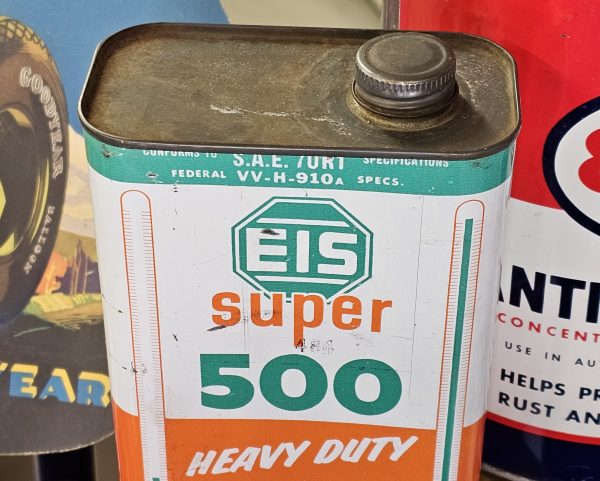 CONFORMS TO S.A.E. 70R1 SPECIFICATIONS
FEDERAL VV-H-910A SPECS.
EIS
super
500
HEAVY DUTY
GOODYEAR
BALLOON
YEAR
ANTI
CONCENT
USE IN AU
HELPS PR
RUST AN